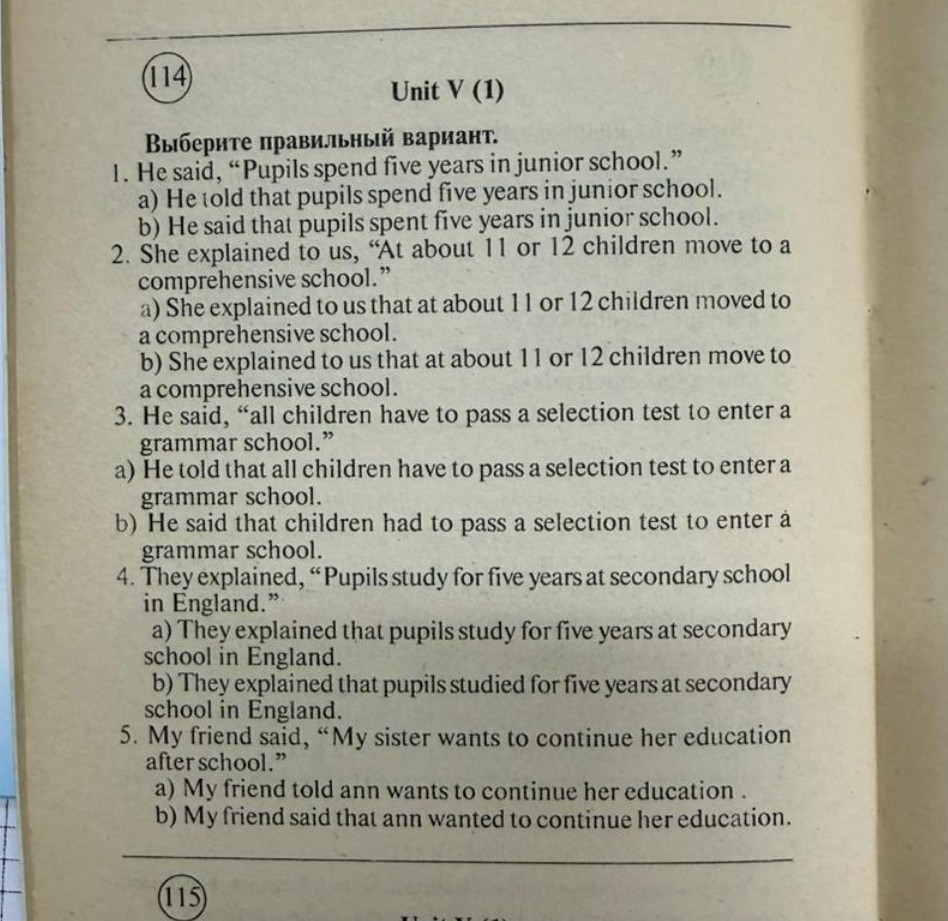 114
Unit V (1)
Выберите правильный вариант.
1. He said, “Pupils spend five years in junior school.”
a) He told that pupils spend five years in junior school.
b) He said that pupils spent five years in junior school.
2. She explained to us, “At about 11 or 12 children move to a
comprehensive school.”
a) She explained to us that at about 11 or 12 children moved to
a comprehensive school.
b) She explained to us that at about 11 or 12 children move to
a comprehensive school.
3. He said, “all children have to pass a selection test to enter a
grammar school.”
a) He told that all children have to pass a selection test to enter a
grammar school.
b) He said that children had to pass a selection test to enter a
grammar school.
4. They explained, “Pupils study for five years at secondary school
in England.”
a) They explained that pupils study for five years at secondary
school in England.
b) They explained that pupils studied for five years at secondary
school in England.
5. My friend said, “My sister wants to continue her education
after school.”
a) My friend told ann wants to continue her education .
b) My friend said that ann wanted to continue her education.
115